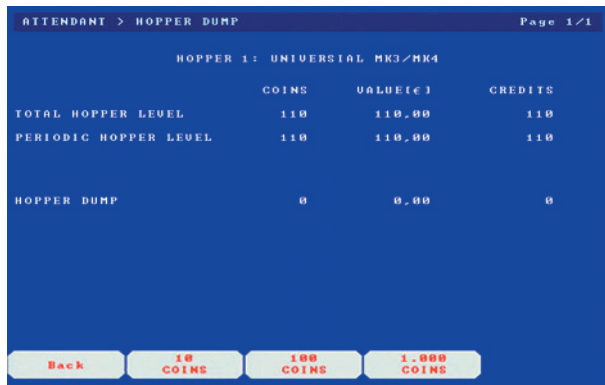 ATTENDANT > HOPPER DUMP Page 1/1
HOPPER 1: UNIVERSIAL MK3/MK4
COINS VALUE[€] CREDITS
TOTAL HOPPER LEVEL 110 110,00 110
PERIODIC HOPPER LEVEL 110 110,00 110
HOPPER DUMP 0 0,00 0
Back 10 COINS 100 COINS 1.000 COINS